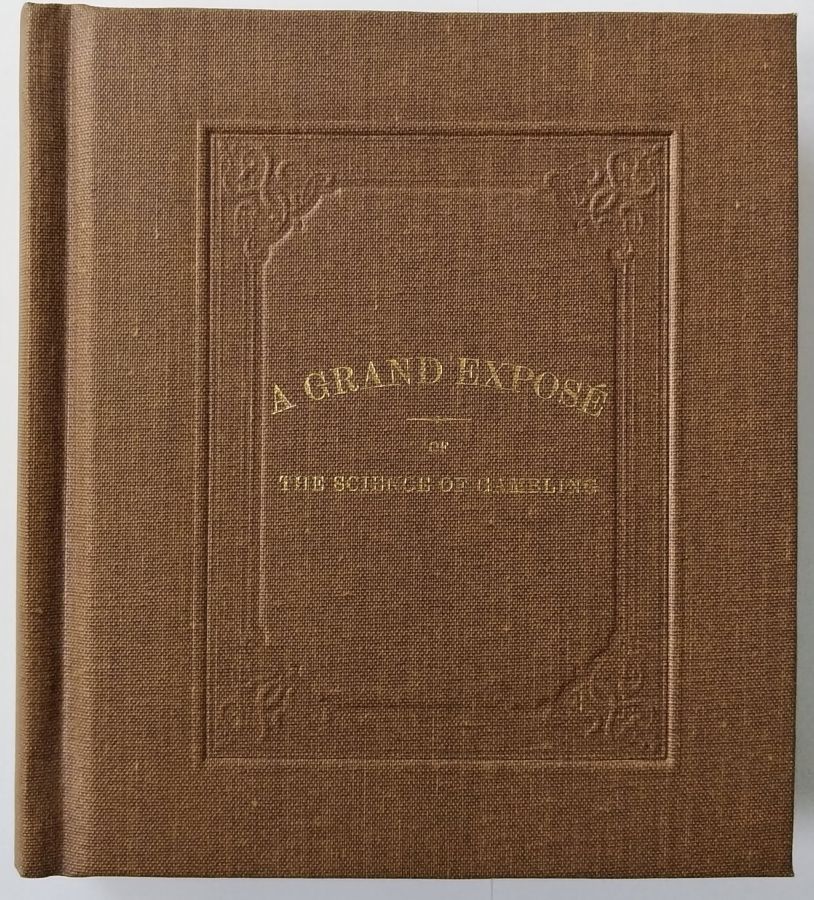 A GRAND EXPOSÉ
OF
THE SCIENCE OF GAMBLING